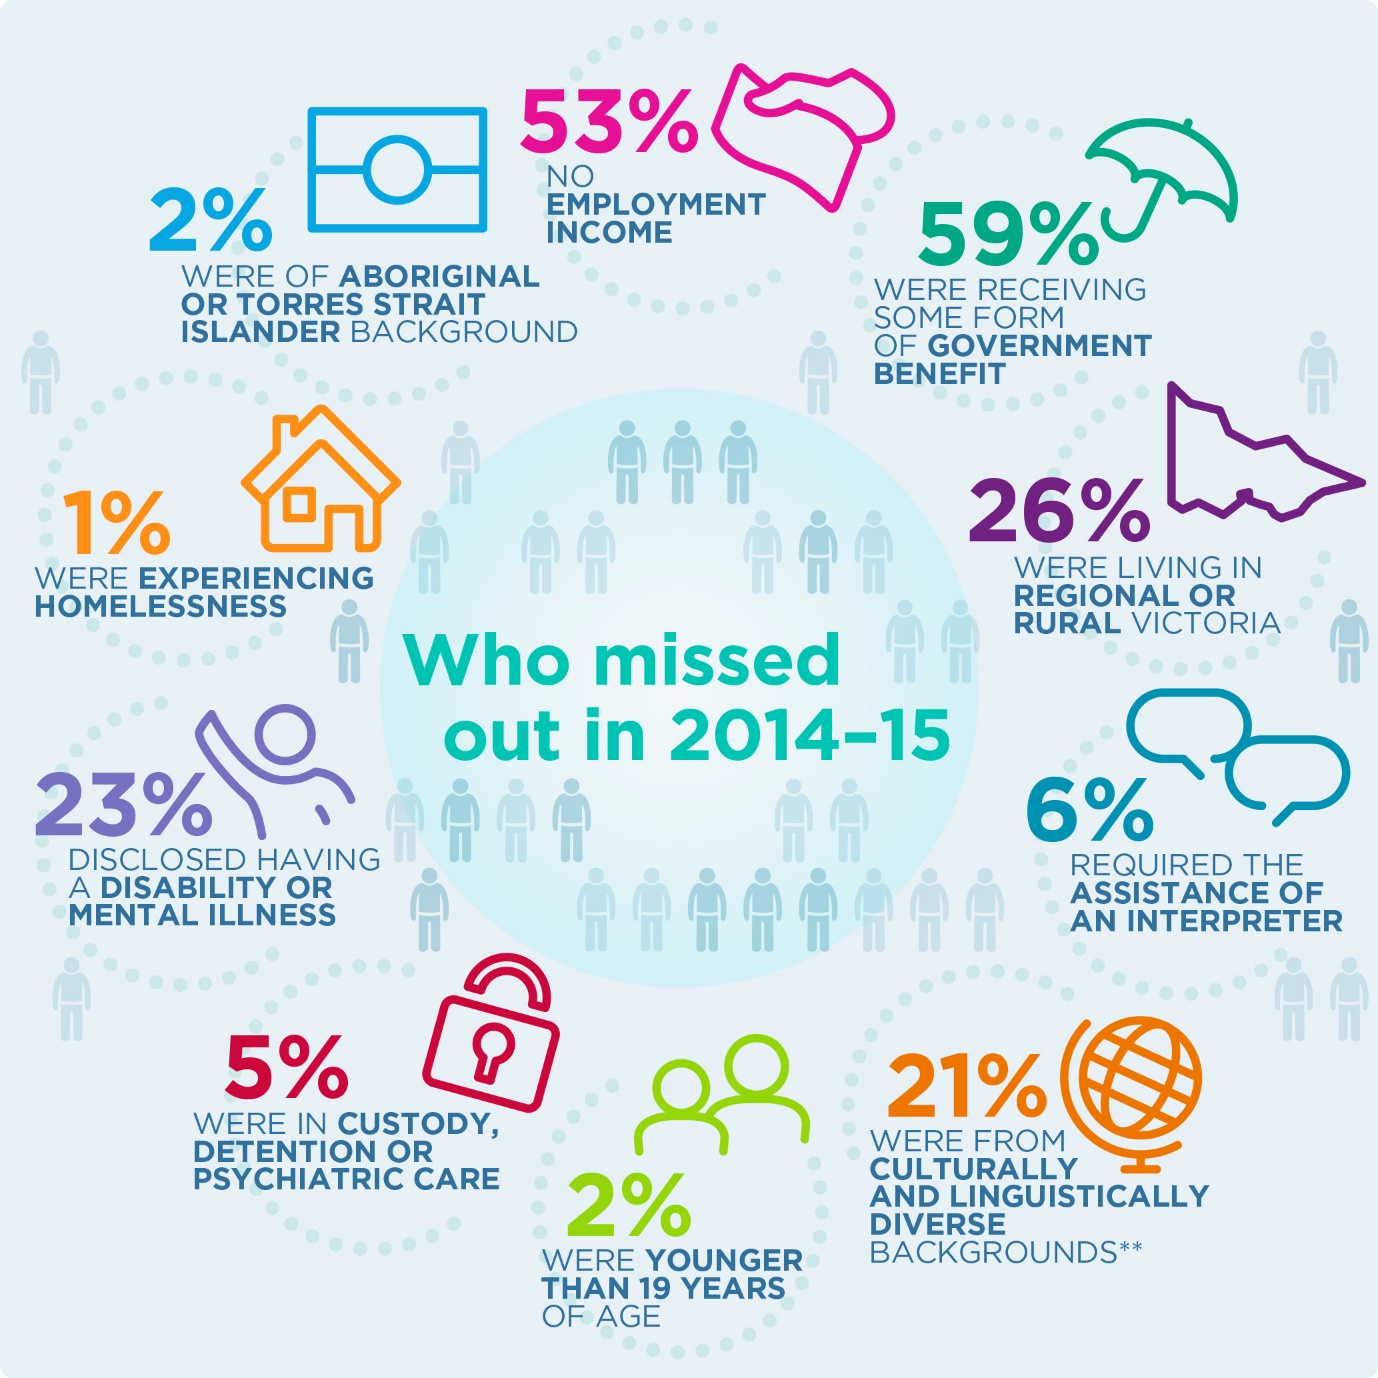 53%
NO
EMPLOYMENT
INCOME
2%
WERE OF ABORIGINAL
OR TORRES STRAIT
ISLANDER BACKGROUND
59%
WERE RECEIVING
SOME FORM
OF GOVERNMENT
BENEFIT
1%
WERE EXPERIENCING
HOMELESSNESS
26%
WERE LIVING IN
REGIONAL OR
RURAL VICTORIA
Who missed
out in 2014–15
23%
DISCLOSED HAVING
A DISABILITY OR
MENTAL ILLNESS
6%
REQUIRED THE
ASSISTANCE OF
AN INTERPRETER
5%
WERE IN CUSTODY,
DETENTION OR
PSYCHIATRIC CARE
2%
WERE YOUNGER
THAN 19 YEARS
OF AGE
21%
WERE FROM
CULTURALLY
AND LINGUISTICALLY
DIVERSE
BACKGROUNDS**